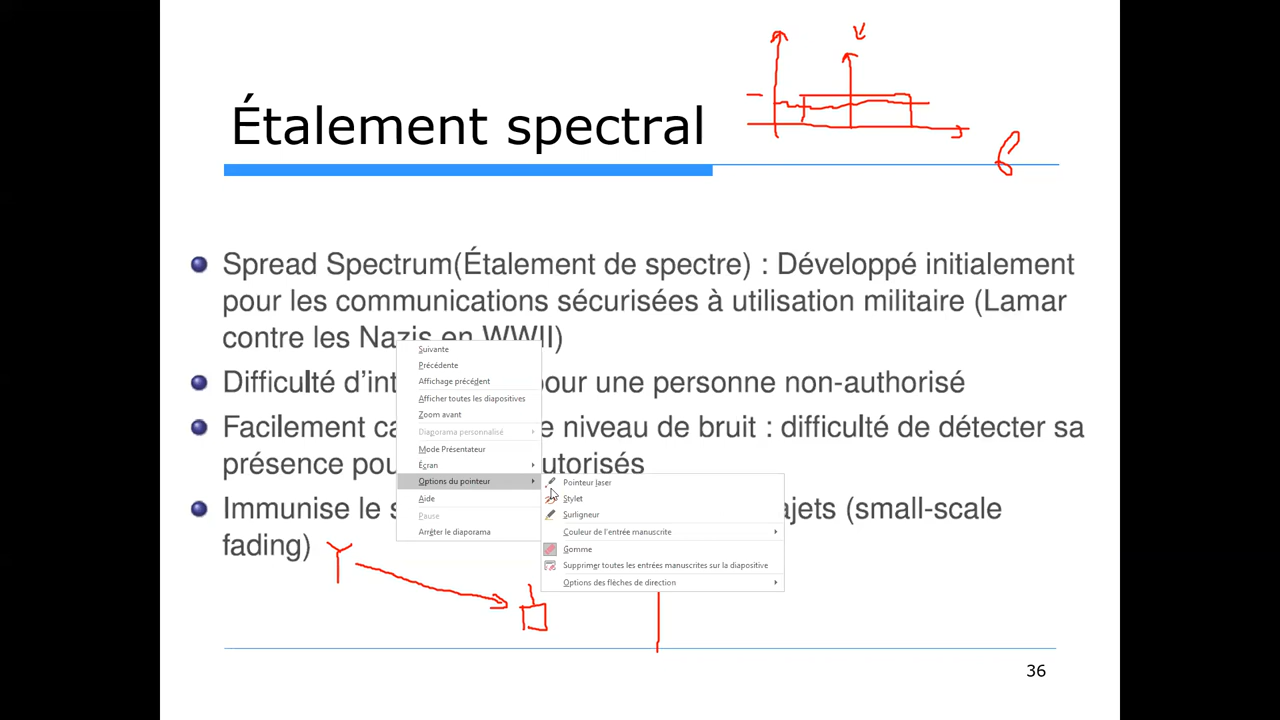 Étalement spectral
Spread Spectrum(Étalement de spectre) : Développé initialement
pour les communications sécurisées à utilisation militaire (Lamar
contre les Nazis en WWII)
Difficulté d'int pour une personne non-authorisé
Facilement ca e niveau de bruit : difficulté de détecter sa
présence pou utorisés
Immunise le s ajets (small-scale
fading)
Suivante
Précédente
Affichage précédent
Afficher toutes les diapositives
Zoom avant
Diagorama personnalisé
Mode Présentateur
Écran
Options du pointeur
Aide
Pause
Arrêter le diaporama
Pointeur laser
Stylet
Surligneur
Couleur de l'entrée manuscrite
Gomme
Supprimer toutes les entrées manuscrites sur la diapositive
Options des flèches de direction
36